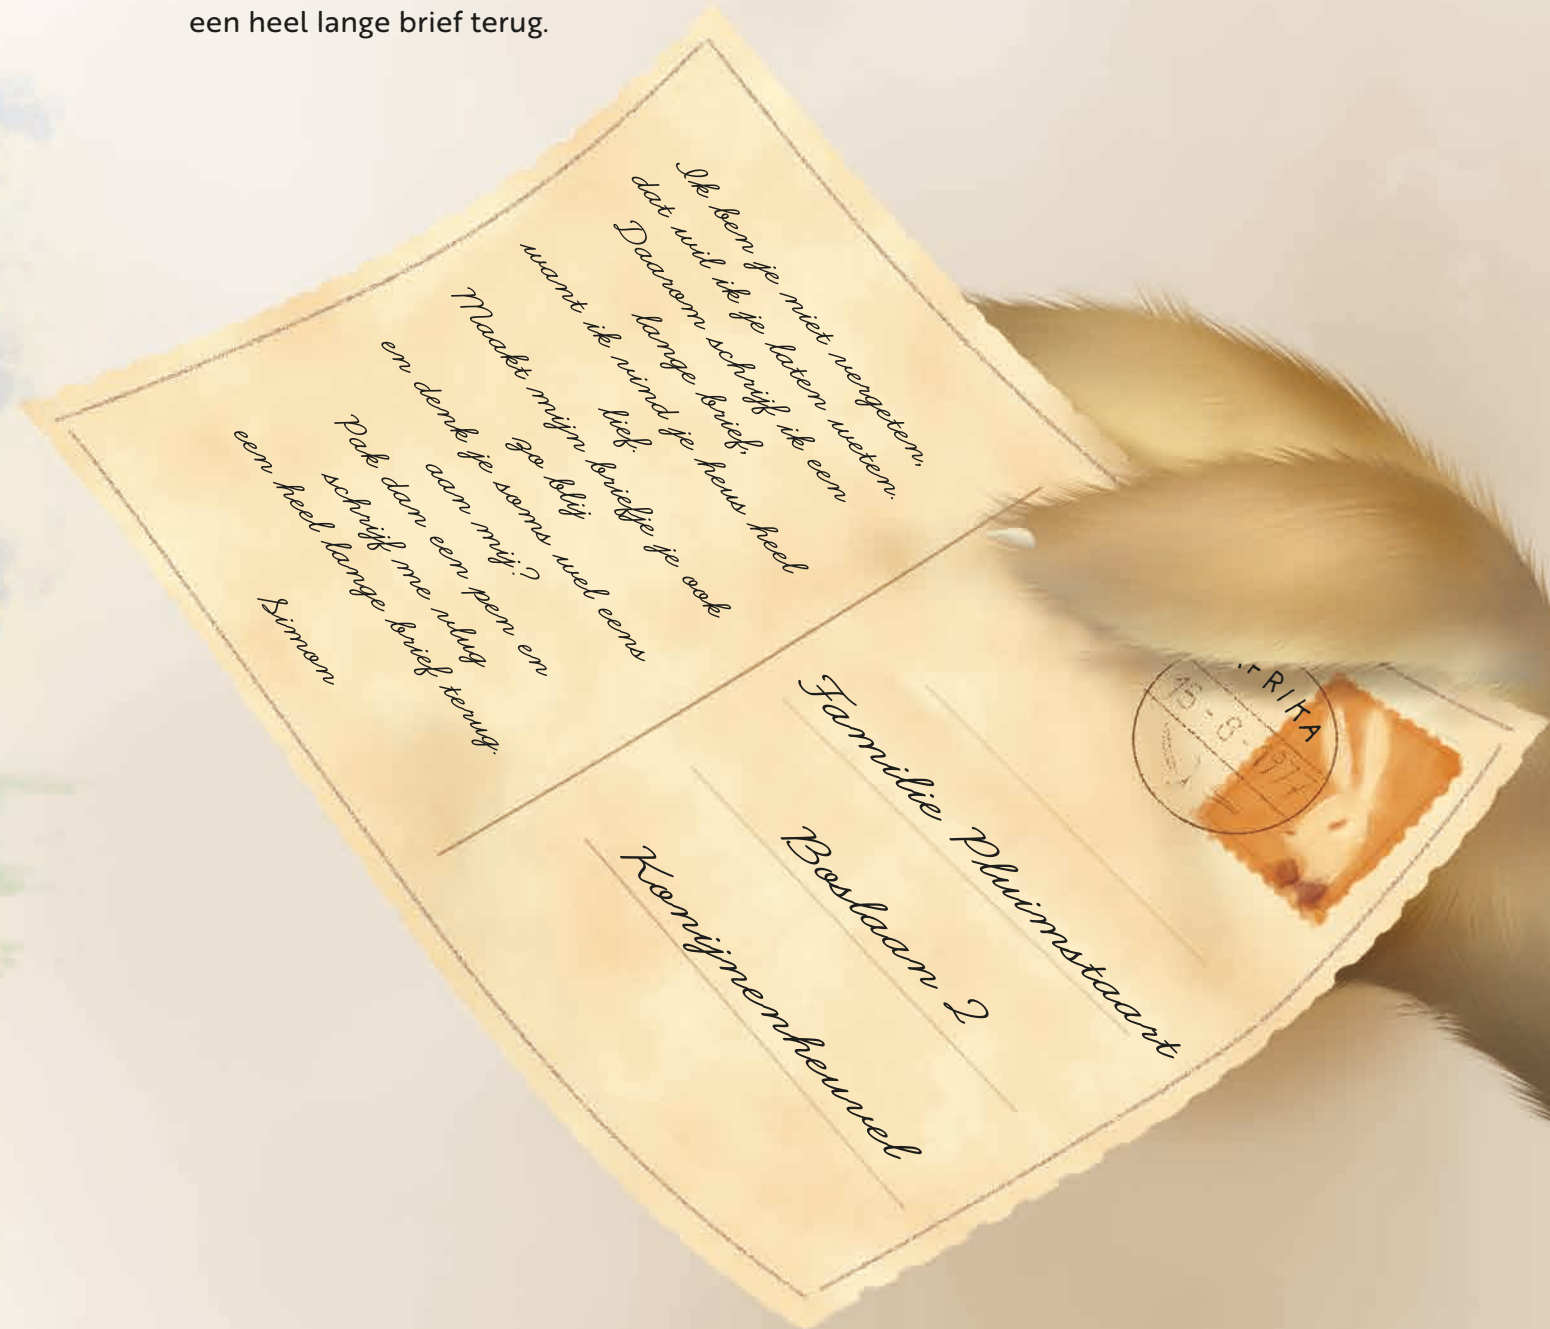 een heel lange brief terug.
Ik ben je niet vergeten,
dat wil ik je laten weten.
Daarom schrijf ik een
lange brief,
want ik vind je heus heel
lief.
Maakt mijn briefje je ook
zo blij
en denk je soms wel eens
aan mij?
Pak dan een pen en
schrijf me vlug
een heel lange brief terug.
Simon
RIKA
15-8-1977
Familie Pluimstaart
Boslaan 2
Konijnenheuvel